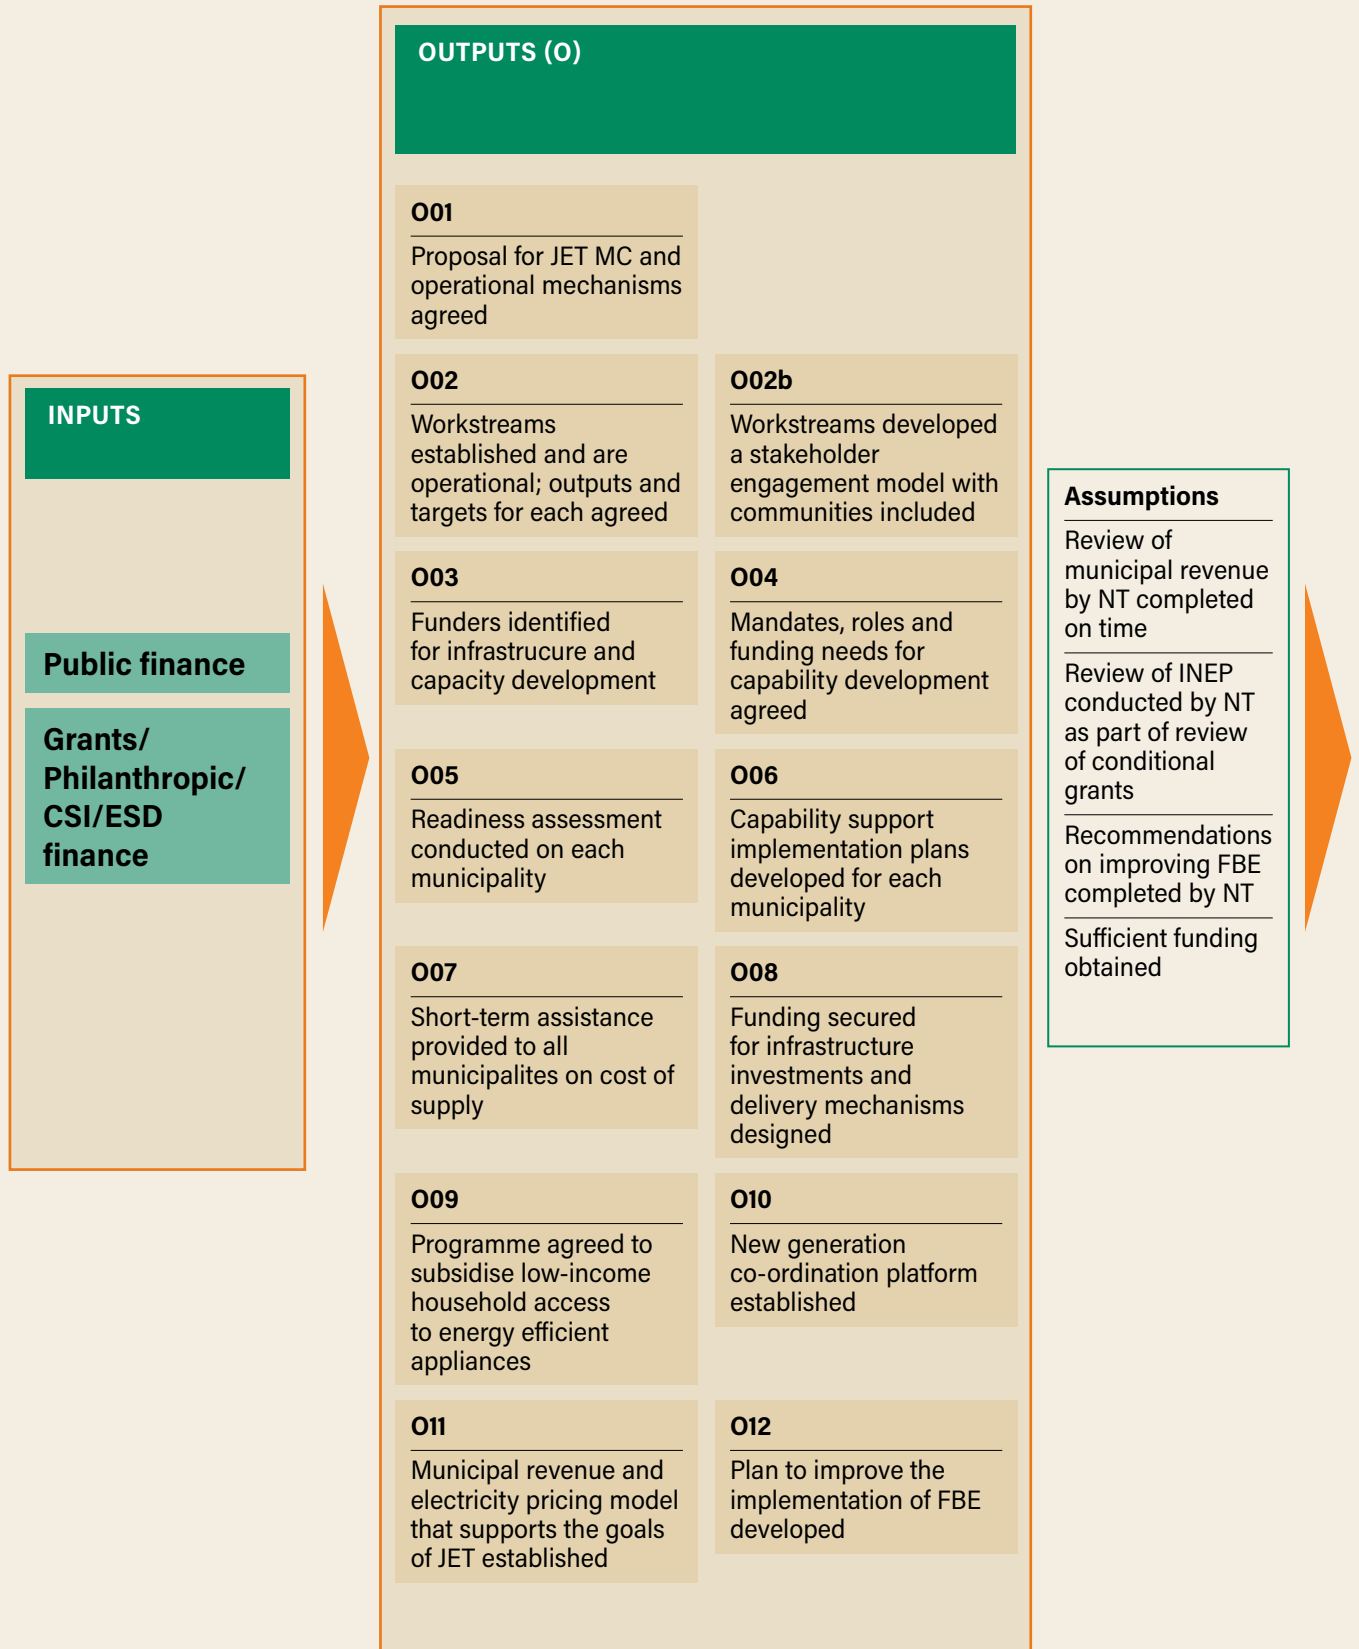 INPUTS
Public finance
Grants/
Philanthropic/
CSI/ESD
finance
OUTPUTS (O)
O01
Proposal for JET MC and
operational mechanisms
agreed
O02
Workstreams
established and are
operational; outputs and
targets for each agreed
O02b
Workstreams developed
a stakeholder
engagement model with
communities included
O03
Funders identified
for infrastrucure and
capacity development
O04
Mandates, roles and
funding needs for
capability development
agreed
O05
Readiness assessment
conducted on each
municipality
O06
Capability support
implementation plans
developed for each
municipality
O07
Short-term assistance
provided to all
municipalites on cost of
supply
O08
Funding secured
for infrastructure
investments and
delivery mechanisms
designed
O09
Programme agreed to
subsidise low-income
household access
to energy efficient
appliances
O10
New generation
co-ordination platform
established
O11
Municipal revenue and
electricity pricing model
that supports the goals
of JET established
O12
Plan to improve the
implementation of FBE
developed
Assumptions
Review of
municipal revenue
by NT completed
on time
Review of INEP
conducted by NT
as part of review
of conditional
grants
Recommendations
on improving FBE
completed by NT
Sufficient funding
obtained